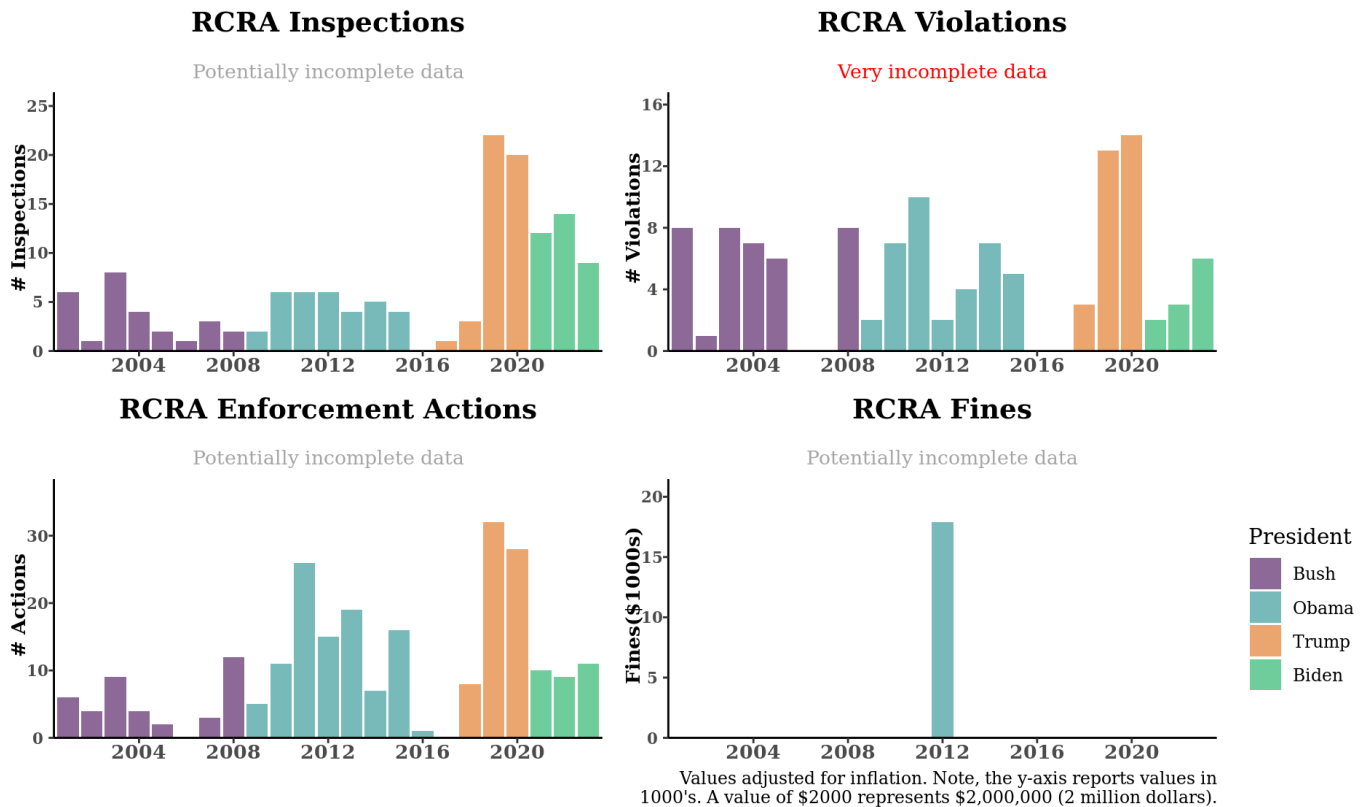 RCRA Inspections
Potentially incomplete data
# Inspections
25
20
15
10
5
0
2004 2008 2012 2016 2020
RCRA Violations
Very incomplete data
# Violations
16
12
8
4
0
2004 2008 2012 2016 2020
RCRA Enforcement Actions
Potentially incomplete data
# Actions
30
20
10
0
2004 2008 2012 2016 2020
RCRA Fines
Potentially incomplete data
Fines($1000s)
20
15
10
5
0
2004 2008 2012 2016 2020
Values adjusted for inflation. Note, the y-axis reports values in
1000's. A value of $2000 represents $2,000,000 (2 million dollars).
President
Bush
Obama
Trump
Biden